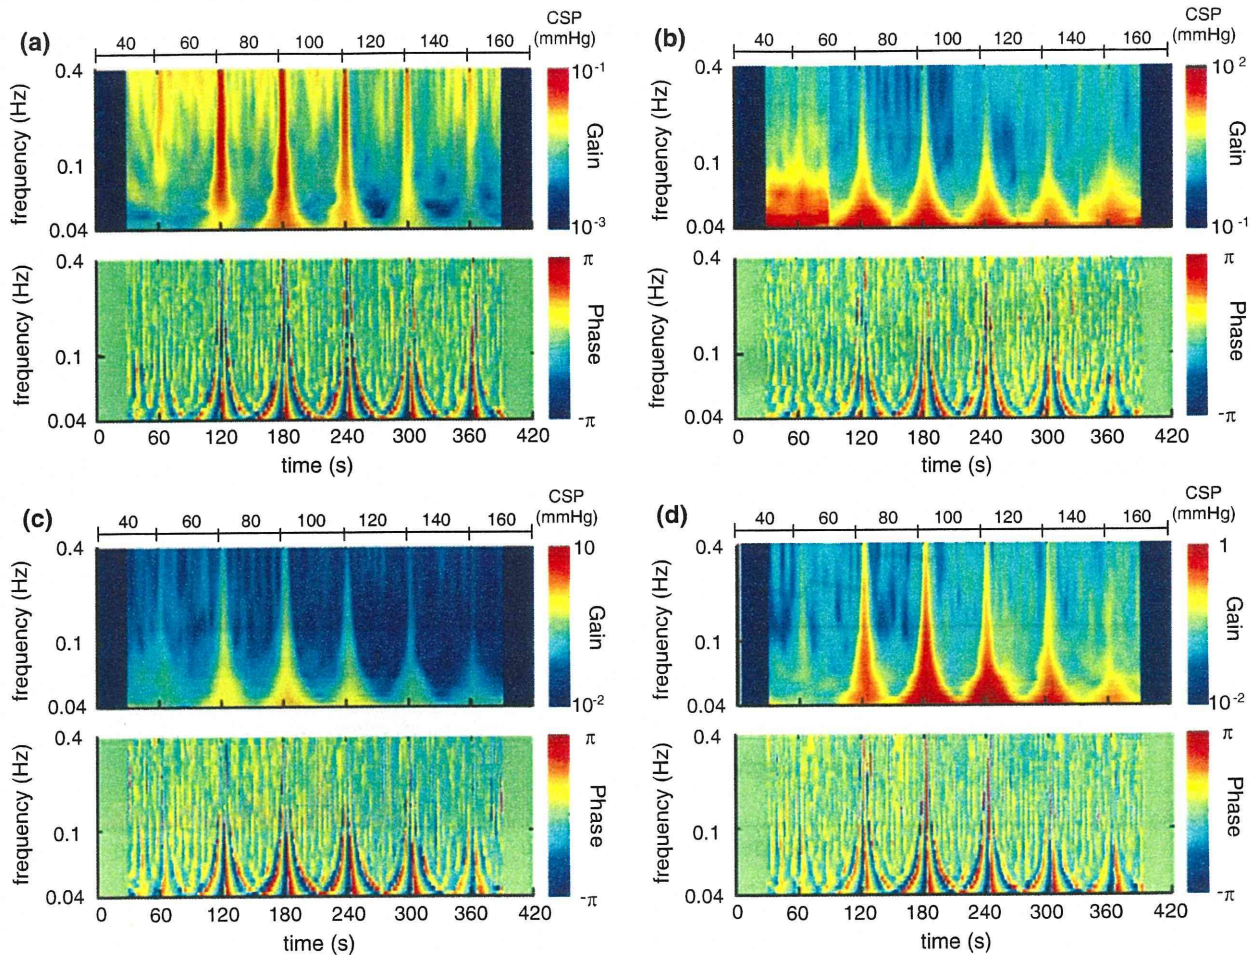 (a)
CSP
(mmHg)
40 60 80 100 120 140 160
0.4
0.1
0.04
frequency (Hz)
10-1
10-3
Gain
0.4
0.1
0.04
frequency (Hz)
π
-π
Phase
0 60 120 180 240 300 360 420
time (s)
(b)
CSP
(mmHg)
40 60 80 100 120 140 160
0.4
0.1
0.04
frequency (Hz)
10 2
10-1
Gain
0.4
0.1
0.04
frequency (Hz)
π
-π
Phase
0 60 120 180 240 300 360 420
time (s)
(c)
CSP
(mmHg)
40 60 80 100 120 140 160
0.4
0.1
0.04
frequency (Hz)
10
10-2
Gain
0.4
0.1
0.04
frequency (Hz)
π
-π
Phase
0 60 120 180 240 300 360 420
time (s)
(d)
CSP
(mmHg)
40 60 80 100 120 140 160
0.4
0.1
0.04
frequency (Hz)
1
10-2
Gain
0.4
0.1
0.04
frequency (Hz)
π
-π
Phase
0 60 120 180 240 300 360 420
time (s)